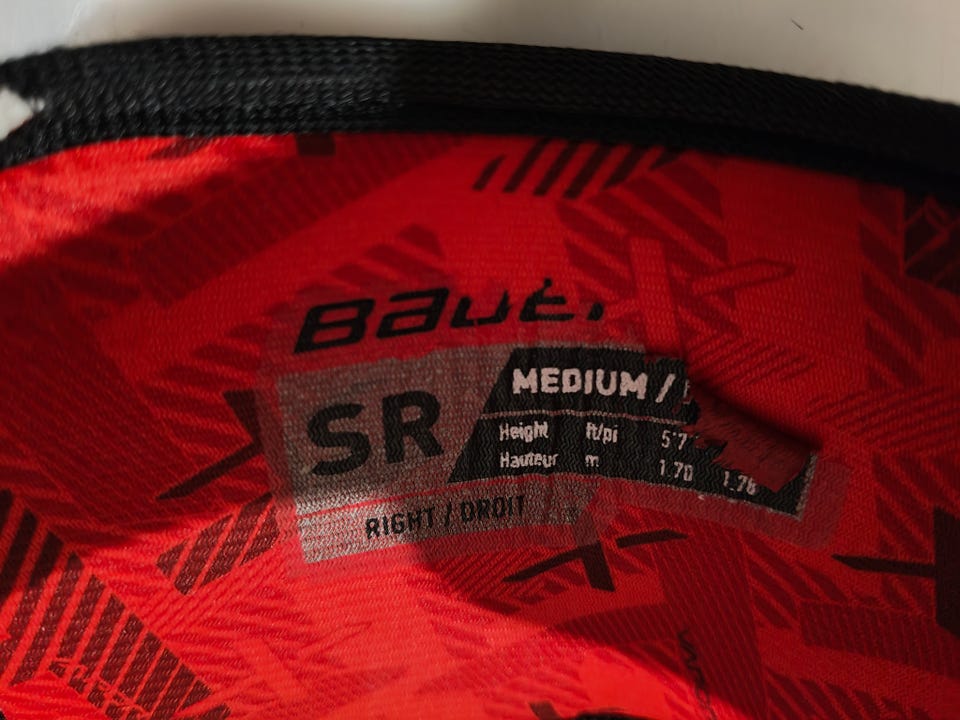 Bauer
SR
MEDIUM /
Height ft/pi 5'7
Hauteur m 1.70 1.78
RIGHT / DROIT